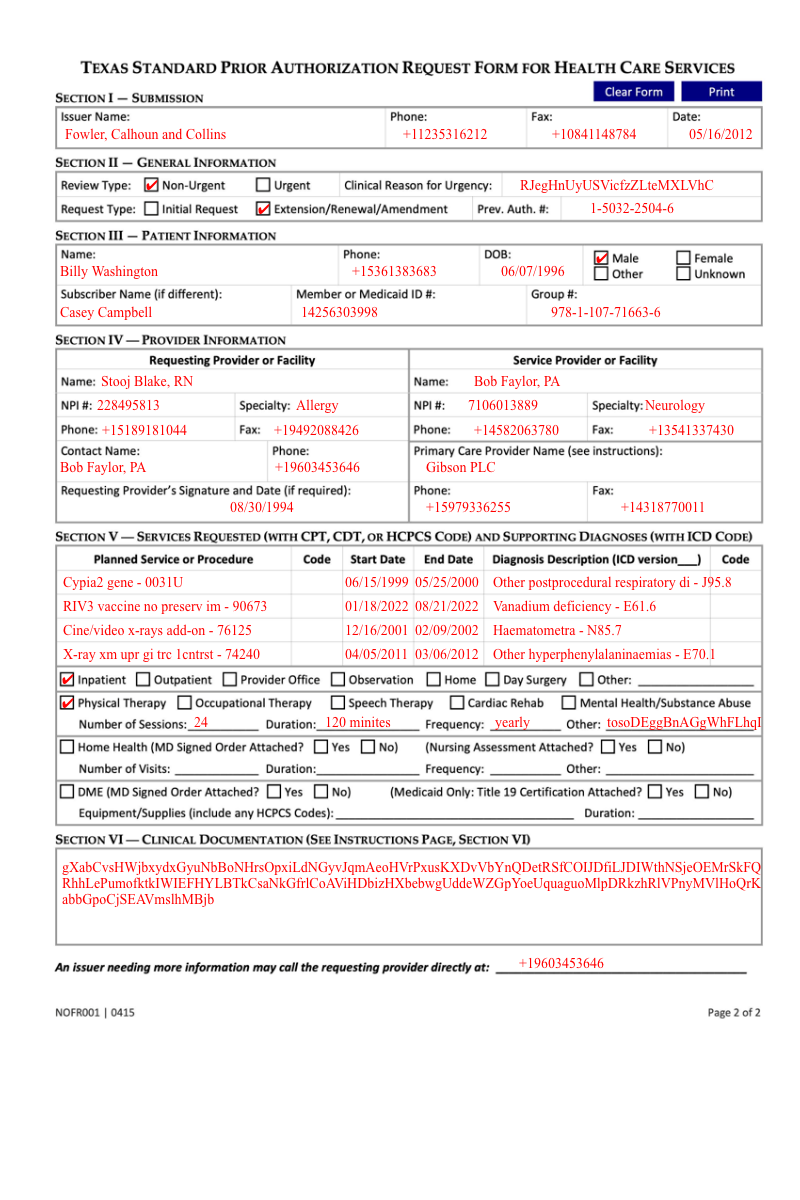 TEXAS STANDARD PRIOR AUTHORIZATION REQUEST FORM FOR HEALTH CARE SERVICES
SECTION I — SUBMISSION
Clear Form Print
Issuer Name: Phone: Fax: Date:
Fowler, Calhoun and Collins +11235316212 +10841148784 05/16/2012
SECTION II — GENERAL INFORMATION
Review Type: Non-Urgent Urgent Clinical Reason for Urgency: RJegHnUyUSVicfzZLteMXLVhC
Request Type: Initial Request Extension/Renewal/Amendment Prev. Auth. #: 1-5032-2504-6
SECTION III — PATIENT INFORMATION
Name: Phone: DOB: Male Female
Billy Washington +15361383683 06/07/1996 Other Unknown
Subscriber Name (if different): Member or Medicaid ID #: Group #:
Casey Campbell 14256303998 978-1-107-71663-6
SECTION IV — PROVIDER INFORMATION
Requesting Provider or Facility Service Provider or Facility
Name: Stooj Blake, RN Name: Bob Faylor, PA
NPI #: 228495813 Specialty: Allergy NPI #: 7106013889 Specialty: Neurology
Phone: +15189181044 Fax: +19492088426 Phone: +14582063780 Fax: +13541337430
Contact Name: Phone: Primary Care Provider Name (see instructions):
Bob Faylor, PA +19603453646 Gibson PLC
Requesting Provider's Signature and Date (if required): Phone: Fax:
08/30/1994 +15979336255 +14318770011
SECTION V — SERVICES REQUESTED (WITH CPT, CDT, OR HCPCS CODE) AND SUPPORTING DIAGNOSES (WITH ICD CODE)
Planned Service or Procedure Code Start Date End Date Diagnosis Description (ICD version___) Code
Cypia2 gene - 0031U 06/15/1999 05/25/2000 Other postprocedural respiratory di - J95.8
RIV3 vaccine no preserv im - 90673 01/18/2022 08/21/2022 Vanadium deficiency - E61.6
Cine/video x-rays add-on - 76125 12/16/2001 02/09/2002 Haematometra - N85.7
X-ray xm upr gi trc 1cntrst - 74240 04/05/2011 03/06/2012 Other hyperphenylalaninaemias - E70.1
Inpatient Outpatient Provider Office Observation Home Day Surgery Other:
Physical Therapy Occupational Therapy Speech Therapy Cardiac Rehab Mental Health/Substance Abuse
Number of Sessions: 24 Duration: 120 minites Frequency: yearly Other: tosoDEggBnAGgWhFLhqI
Home Health (MD Signed Order Attached? Yes No) (Nursing Assessment Attached? Yes No)
Number of Visits: Duration: Frequency: Other:
DME (MD Signed Order Attached? Yes No) (Medicaid Only: Title 19 Certification Attached? Yes No)
Equipment/Supplies (include any HCPCS Codes): Duration:
SECTION VI — CLINICAL DOCUMENTATION (SEE INSTRUCTIONS PAGE, SECTION VI)
gXabCvsHWjbxydxGyuNbBoNHrsOpxiLdNGyvJqmAeoHVrPxusKXDvVbYnQDetRSfCOIJDfiLJDIWthNSjeOEMrSkFQ
RhhLePumofktkIWIEFHYLBTkCsaNkGfrlCoAViHDbizHXbebwgUddeWZGpYoeUquaguoMlpDRkzhRlVPnyMVlHoQrK
abbGpoCjSEAVmslhMBjb
An issuer needing more information may call the requesting provider directly at: +19603453646
NOFR001 | 0415 Page 2 of 2